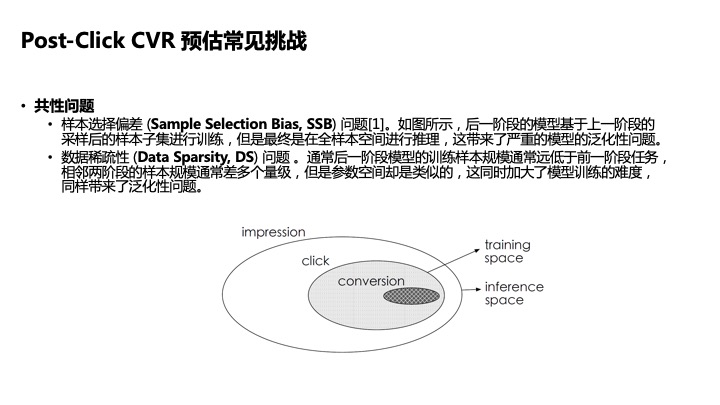 Post-Click CVR 预估常见挑战
• 共性问题
• 样本选择偏差 (Sample Selection Bias, SSB) 问题[1]。如图所示，后一阶段的模型基于上一阶段的
采样后的样本子集进行训练，但是最终是在全样本空间进行推理，这带来了严重的模型的泛化性问题。
• 数据稀疏性 (Data Sparsity, DS) 问题 。通常后一阶段模型的训练样本规模通常远低于前一阶段任务，
相邻两阶段的样本规模通常差多个量级，但是参数空间却是类似的，这同时加大了模型训练的难度，
同样带来了泛化性问题。
impression
click
conversion
training
space
inference
space